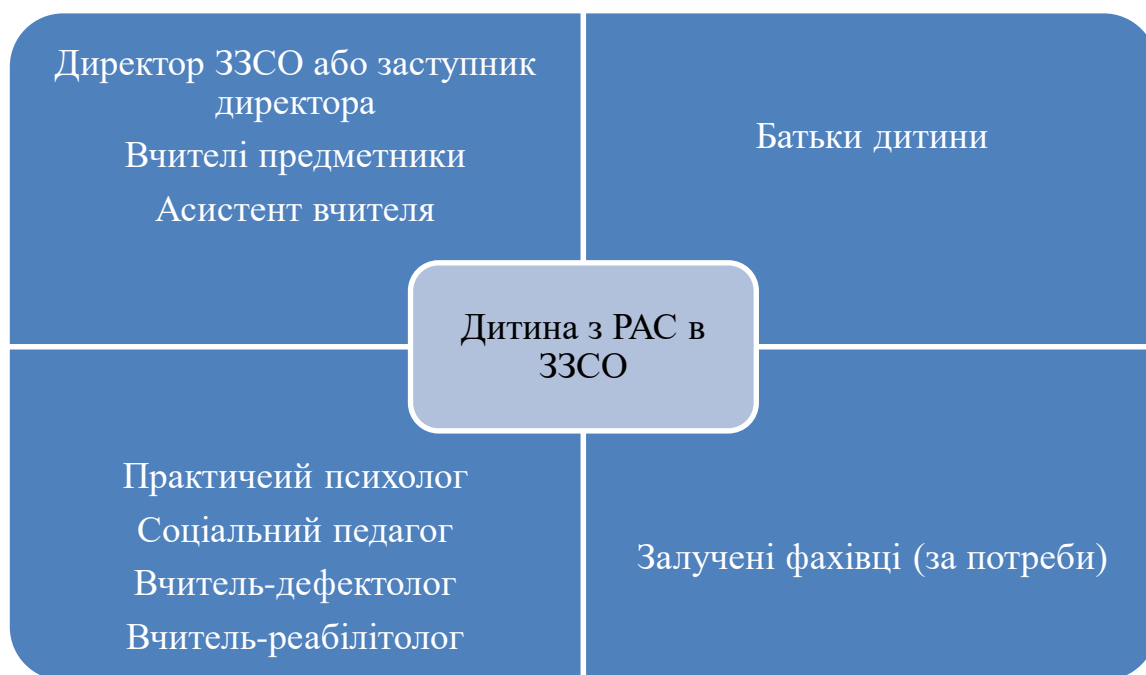 Директор ЗЗСО або заступник
директора
Вчителі предметники
Асистент вчителя
Батьки дитини
Дитина з РАС в
ЗЗСО
Практичеий психолог
Соціальний педагог
Вчитель-дефектолог
Вчитель-реабілітолог
Залучені фахівці (за потреби)